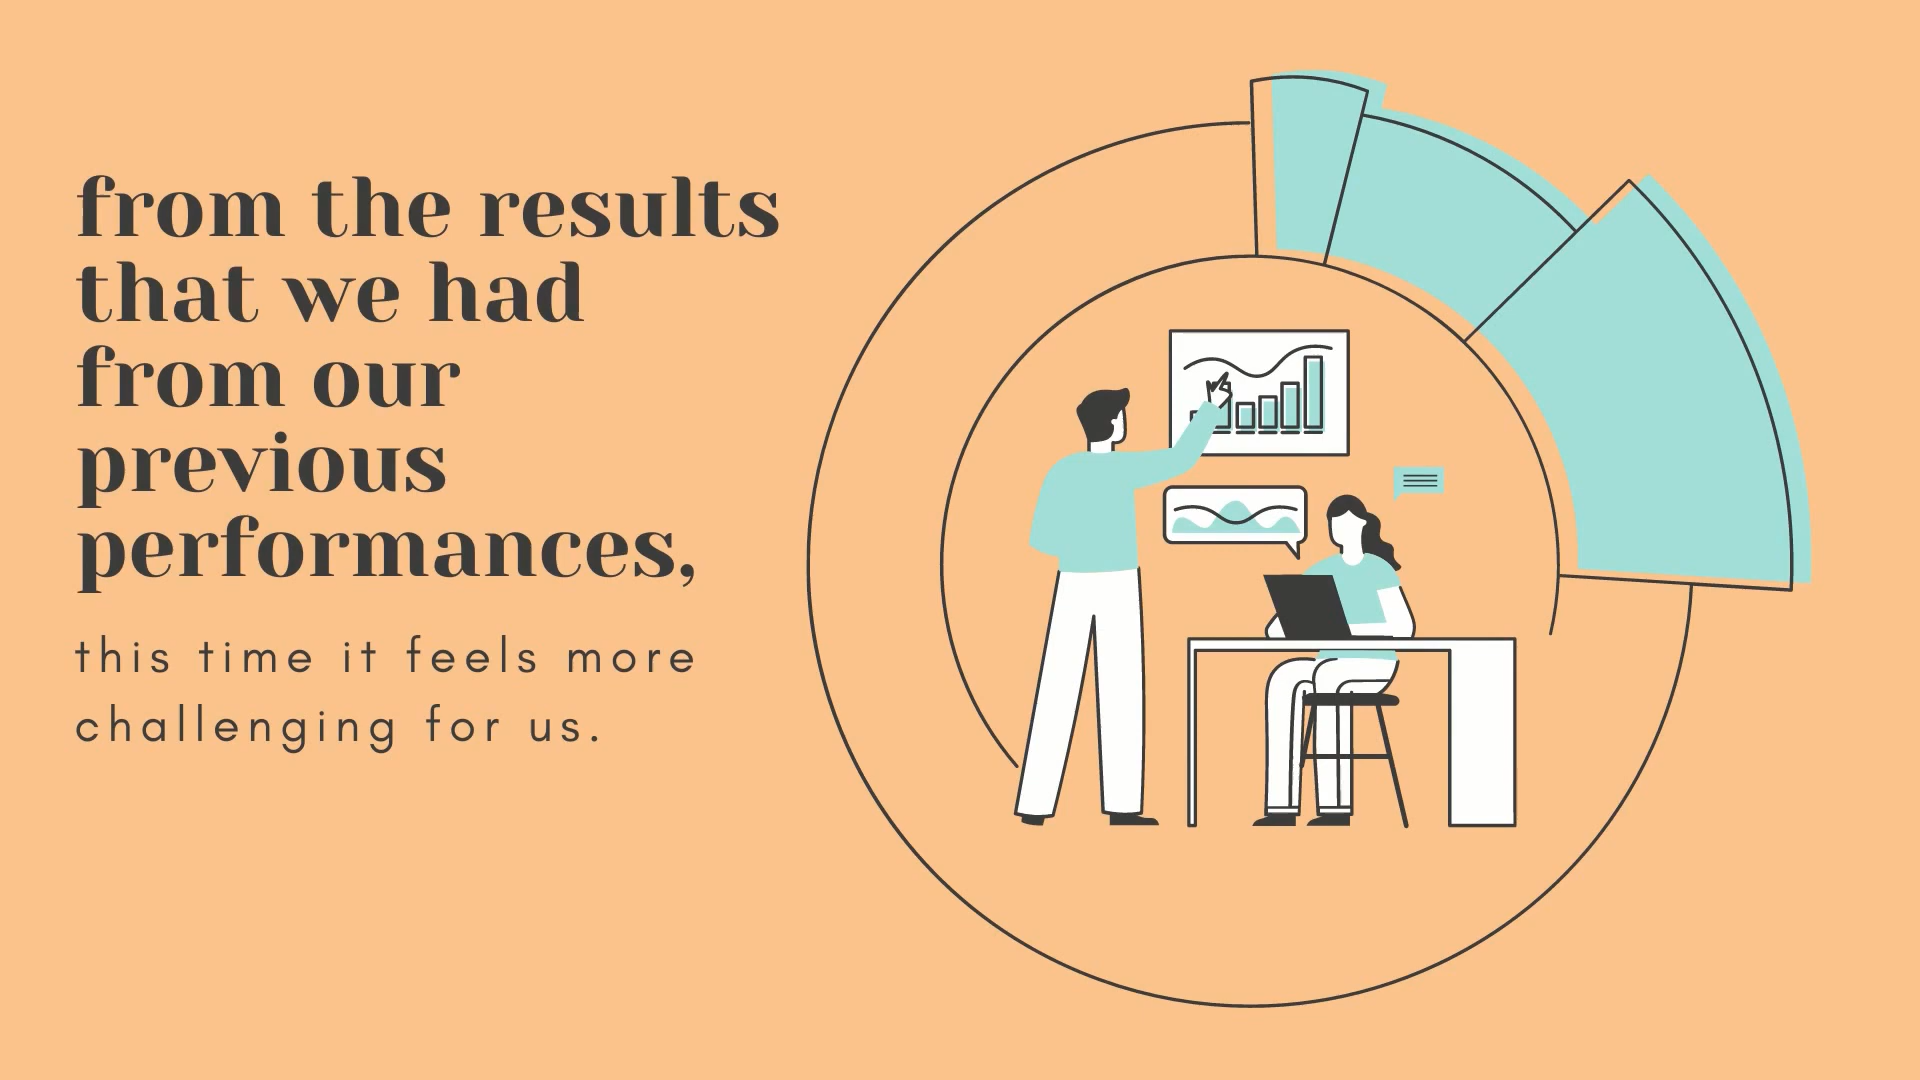 from the results
that we had
from our
previous
performances,
this time it feels more
challenging for us.